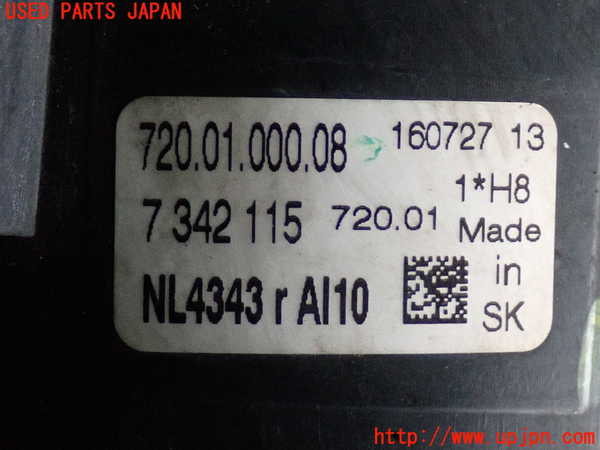 USED PARTS JAPAN
720.01.000.08 160727 13
1*H8
7 342 115 720.01 Made
in
NL4343 r AI10 SK
http://www.upjpn.com/